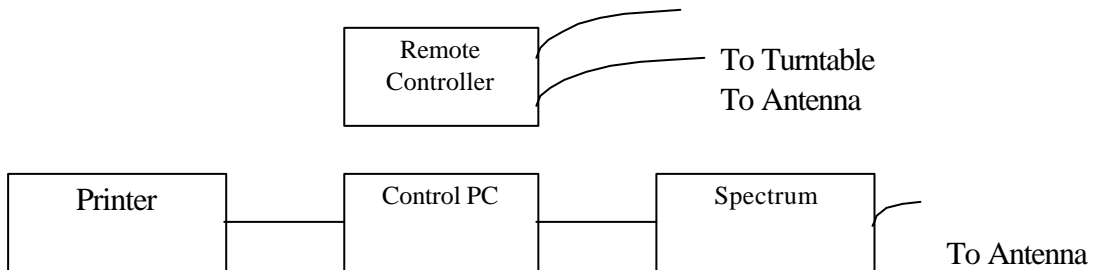 Remote
Controller
To Turntable
To Antenna
Printer
Control PC
Spectrum
To Antenna